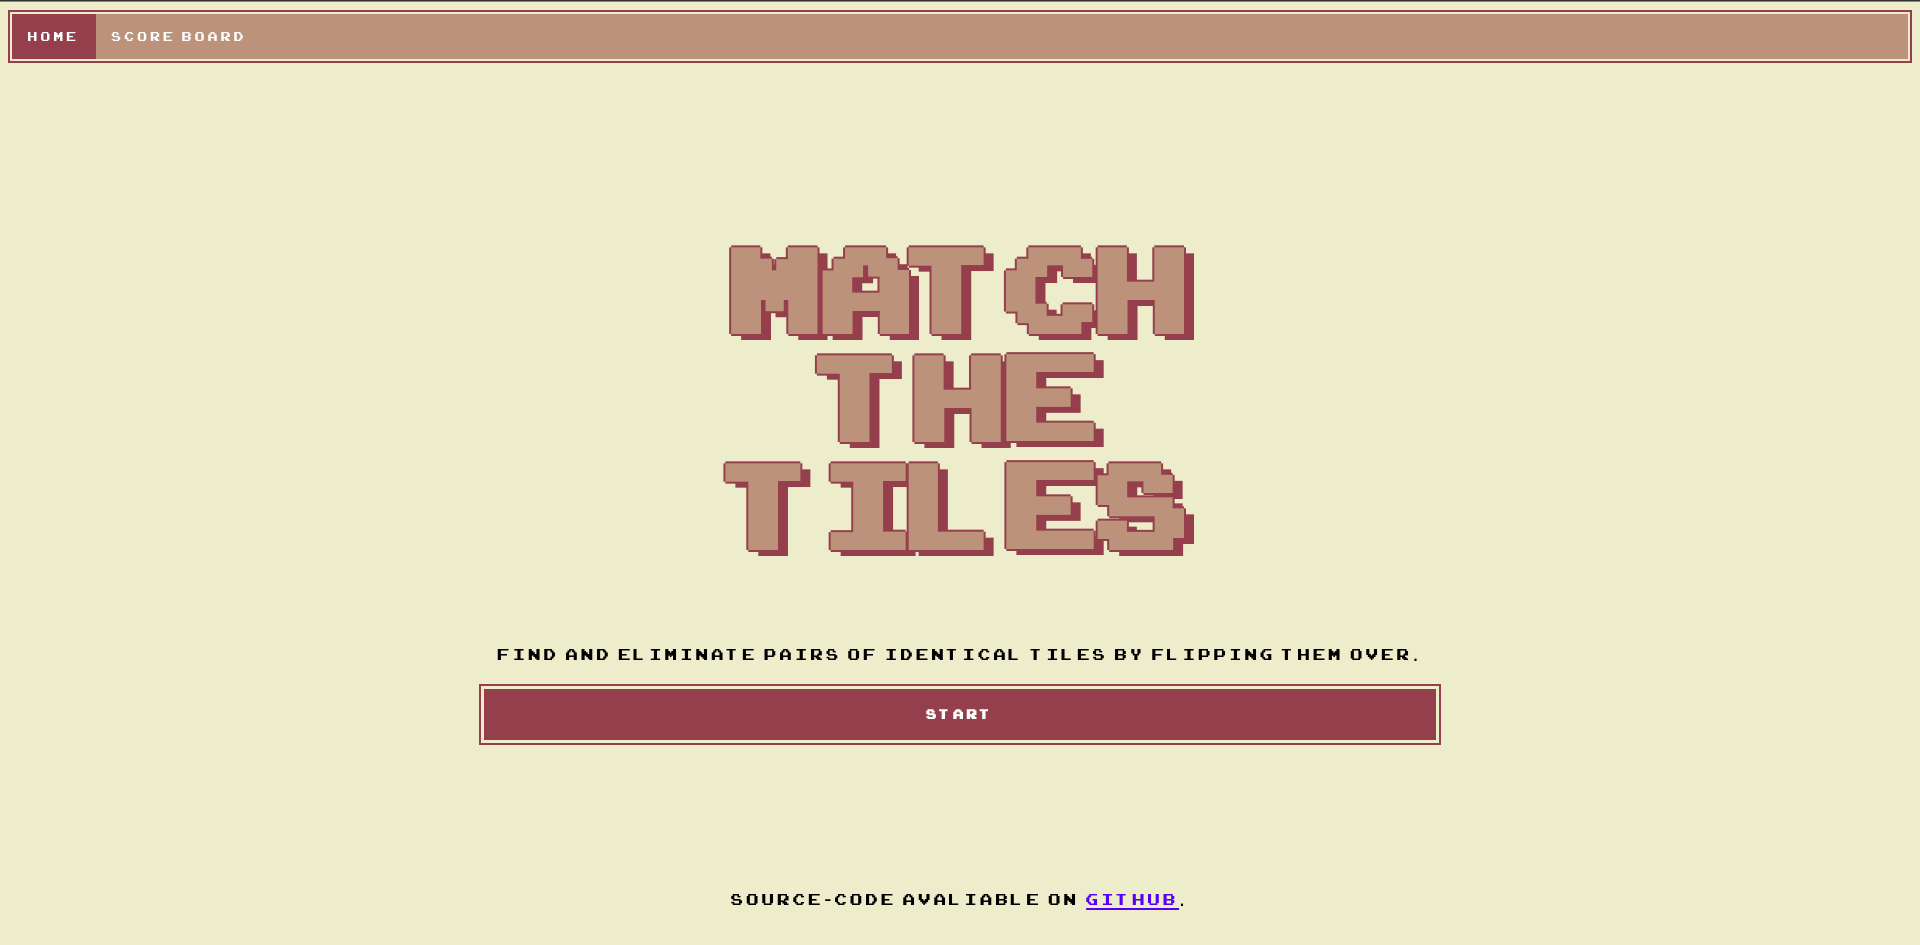 HOME SCORE BOARD
MATCH
THE
TILES
FIND AND ELIMINATE PAIRS OF IDENTICAL TILES BY FLIPPING THEM OVER.
START
SOURCE-CODE AVALIABLE ON GITHUB.